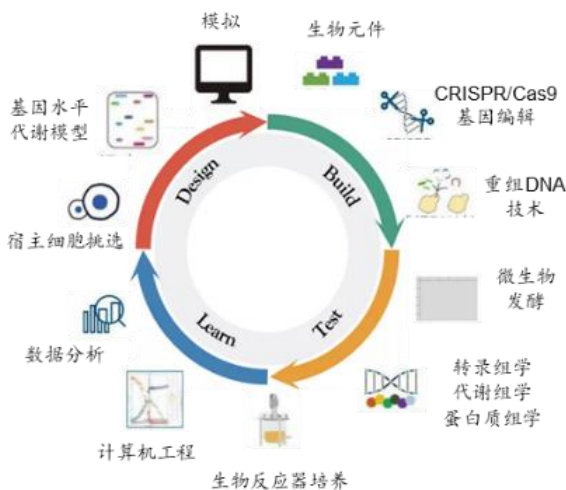 模拟
生物元件
CRISPR/Cas9
基因编辑
重组DNA
技术
微生物
发酵
转录组学
代谢组学
蛋白质组学
生物反应器培养
计算机工程
数据分析
宿主细胞挑选
基因水平
代谢模型
Design
Build
Test
Learn